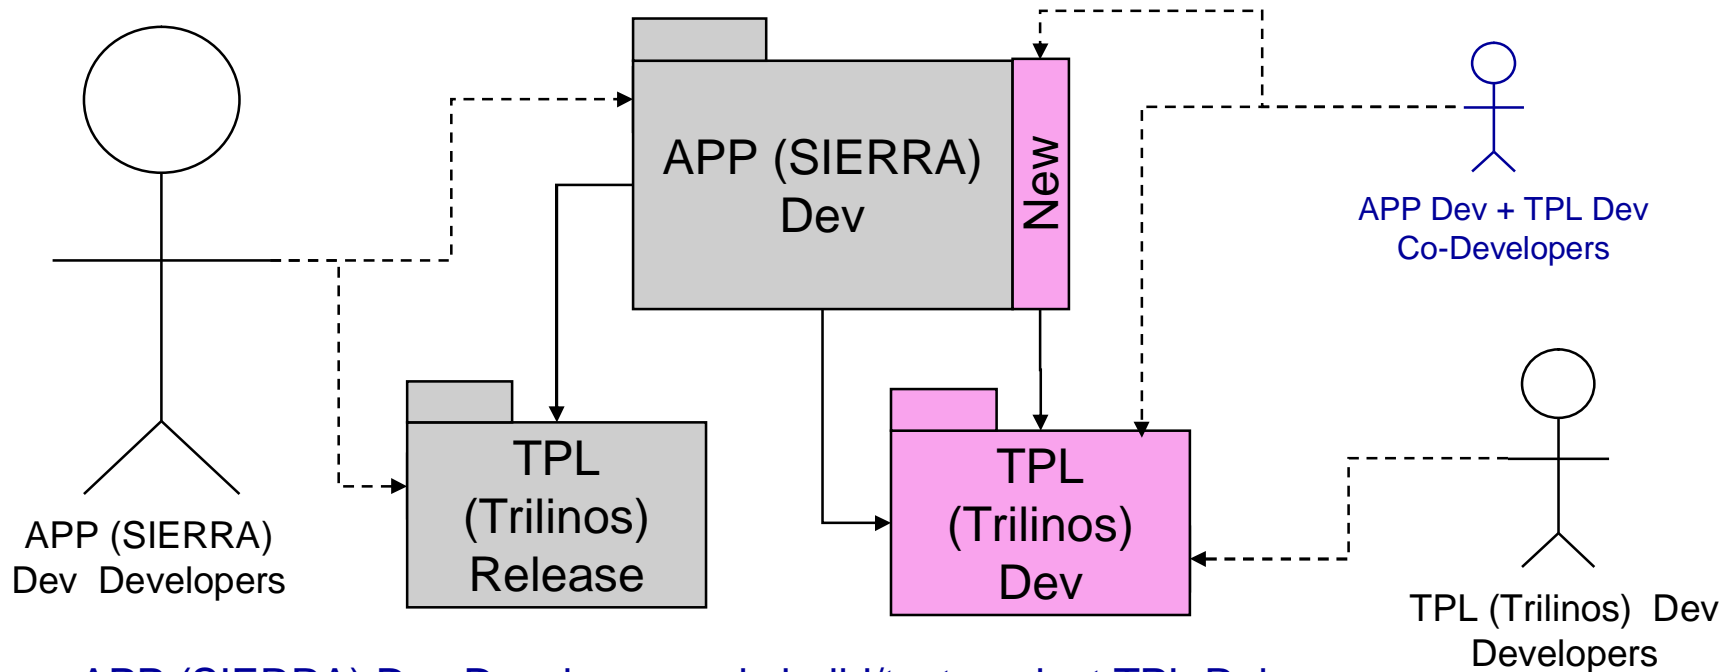 APP (SIERRA)
Dev
New
APP Dev + TPL Dev
Co-Developers
TPL
(Trilinos)
Release
TPL
(Trilinos)
Dev
APP (SIERRA)
Dev Developers
TPL (Trilinos) Dev
Developers